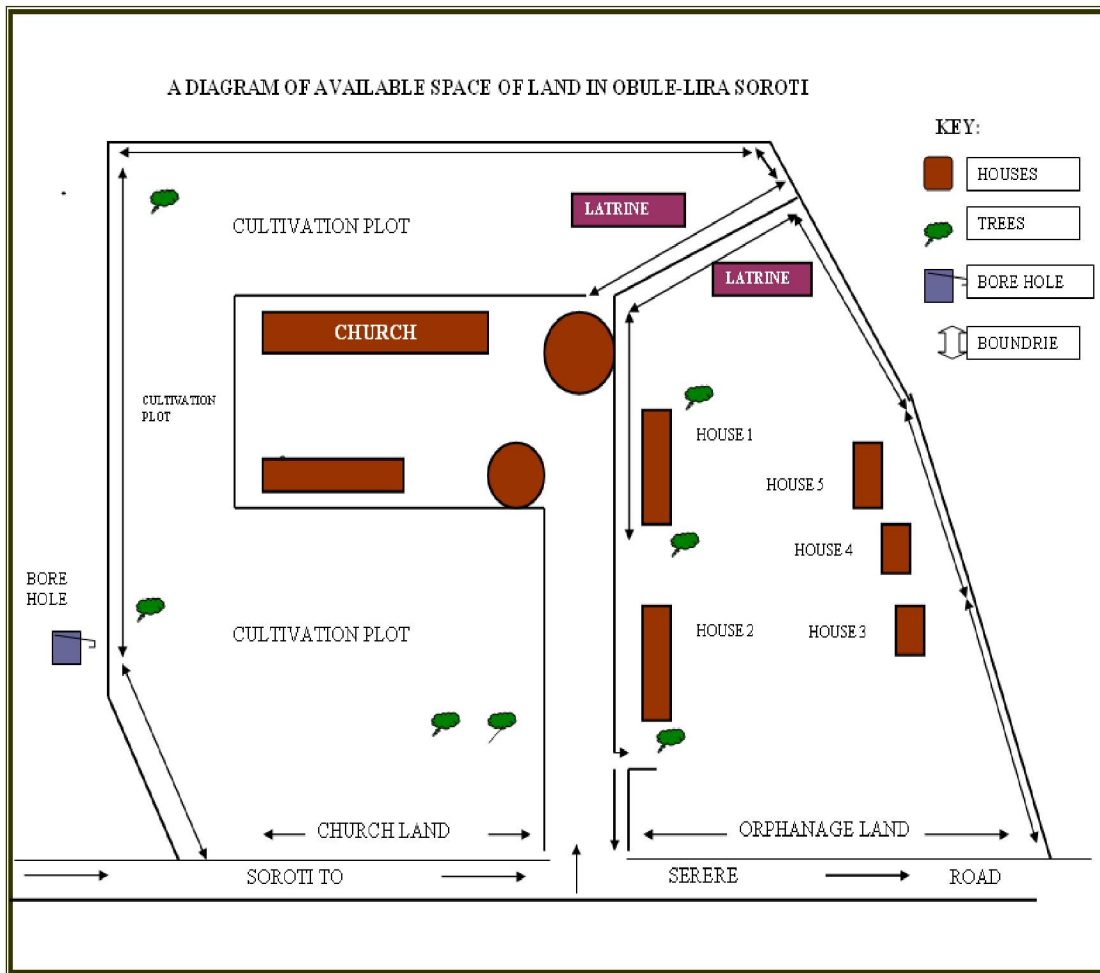 A DIAGRAM OF AVAILABLE SPACE OF LAND IN OBULE-LIRA SOROTI
KEY:
HOUSES
TREES
BORE HOLE
BOUNDRIE
LATRINE
CULTIVATION PLOT
LATRINE
CHURCH
CULTIVATION
PLOT
HOUSE 1
HOUSE 5
HOUSE 4
BORE
HOLE
CULTIVATION PLOT
HOUSE 2
HOUSE 3
CHURCH LAND
ORPHANAGE LAND
SOROTI TO SERERE ROAD